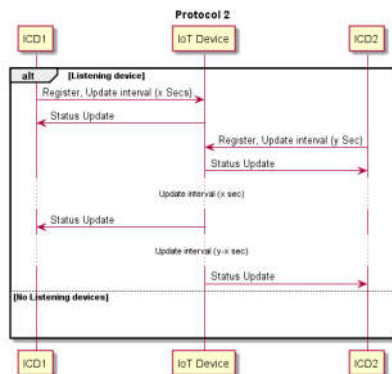 Protocol 2
ICD1 IoT Device ICD2
alt [Listening device]
Register, Update interval (x Secs)
Status Update
Register, Update interval (y Sec)
Status Update
Update interval (x sec)
Status Update
Update interval (y-x sec)
Status Update
[No Listening devices]
ICD1 IoT Device ICD2